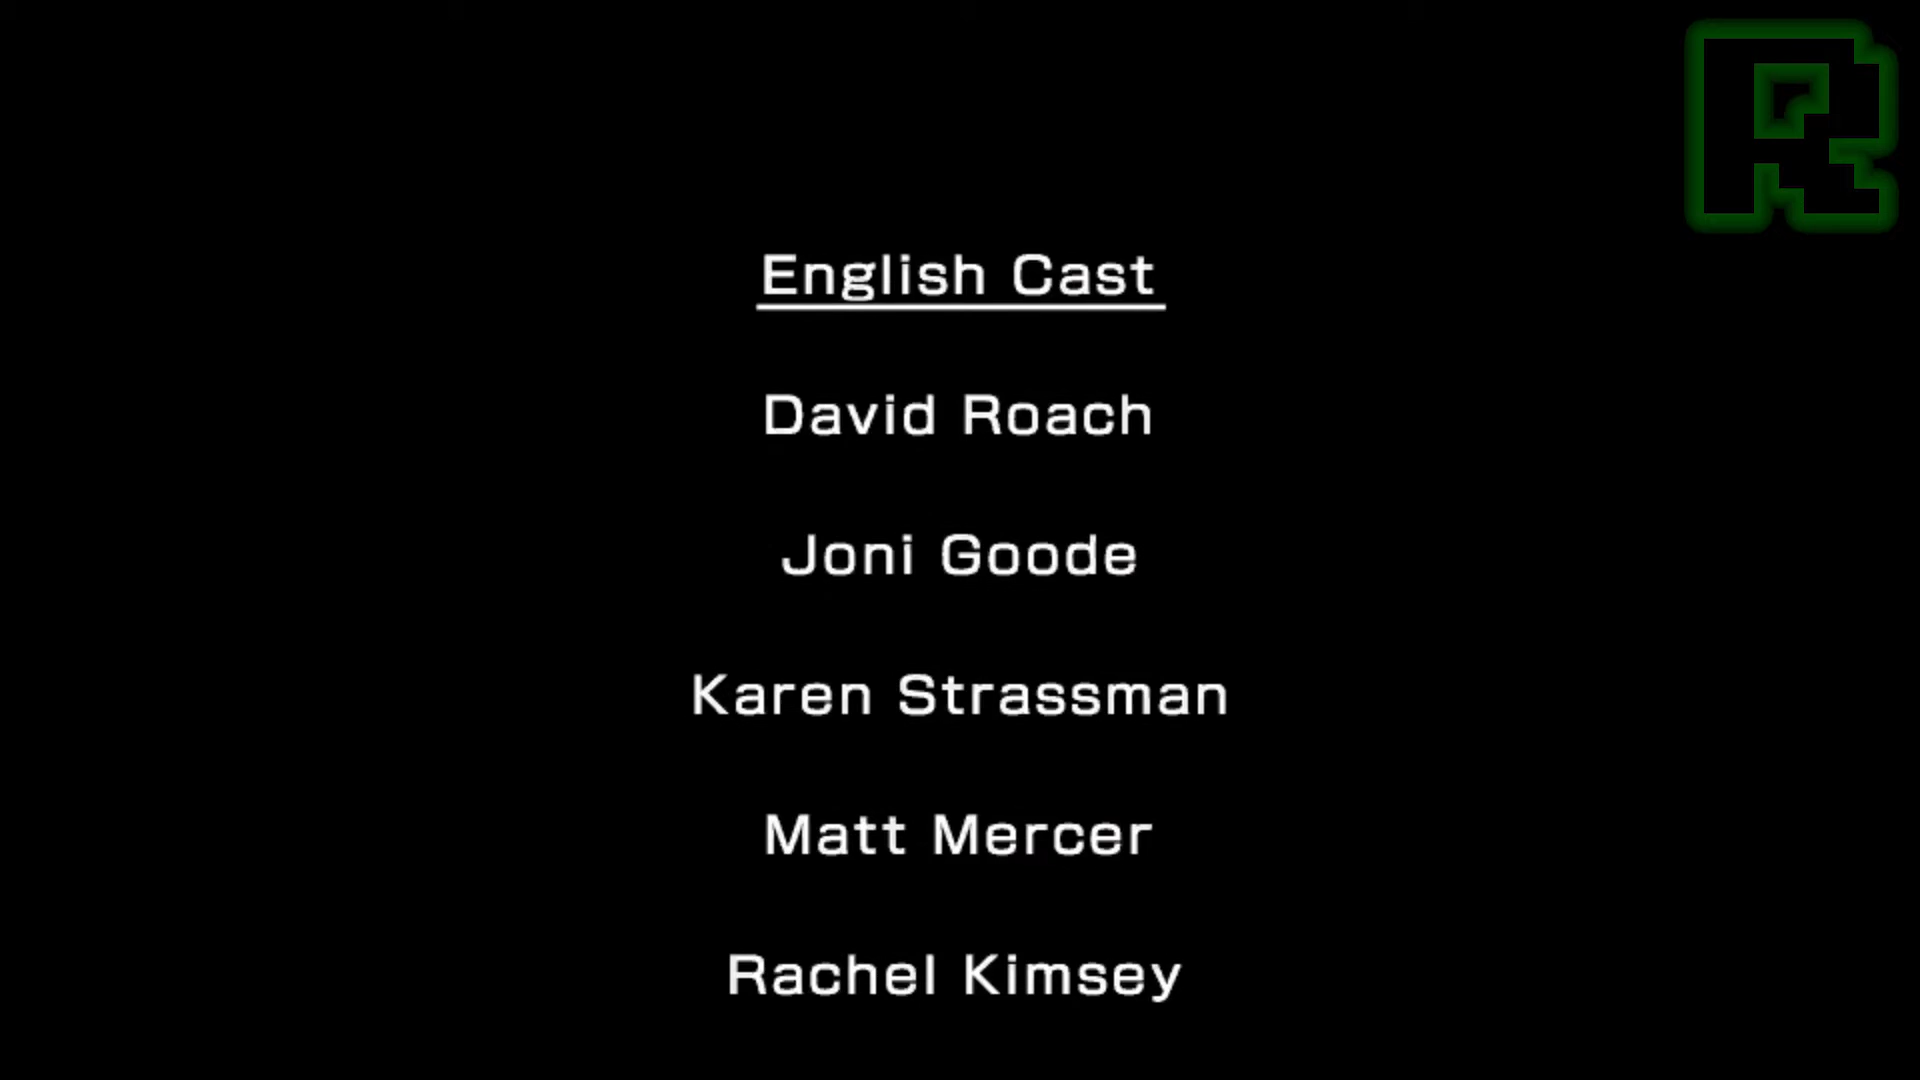 R
English Cast
David Roach
Joni Goode
Karen Strassman
Matt Mercer
Rachel Kimsey